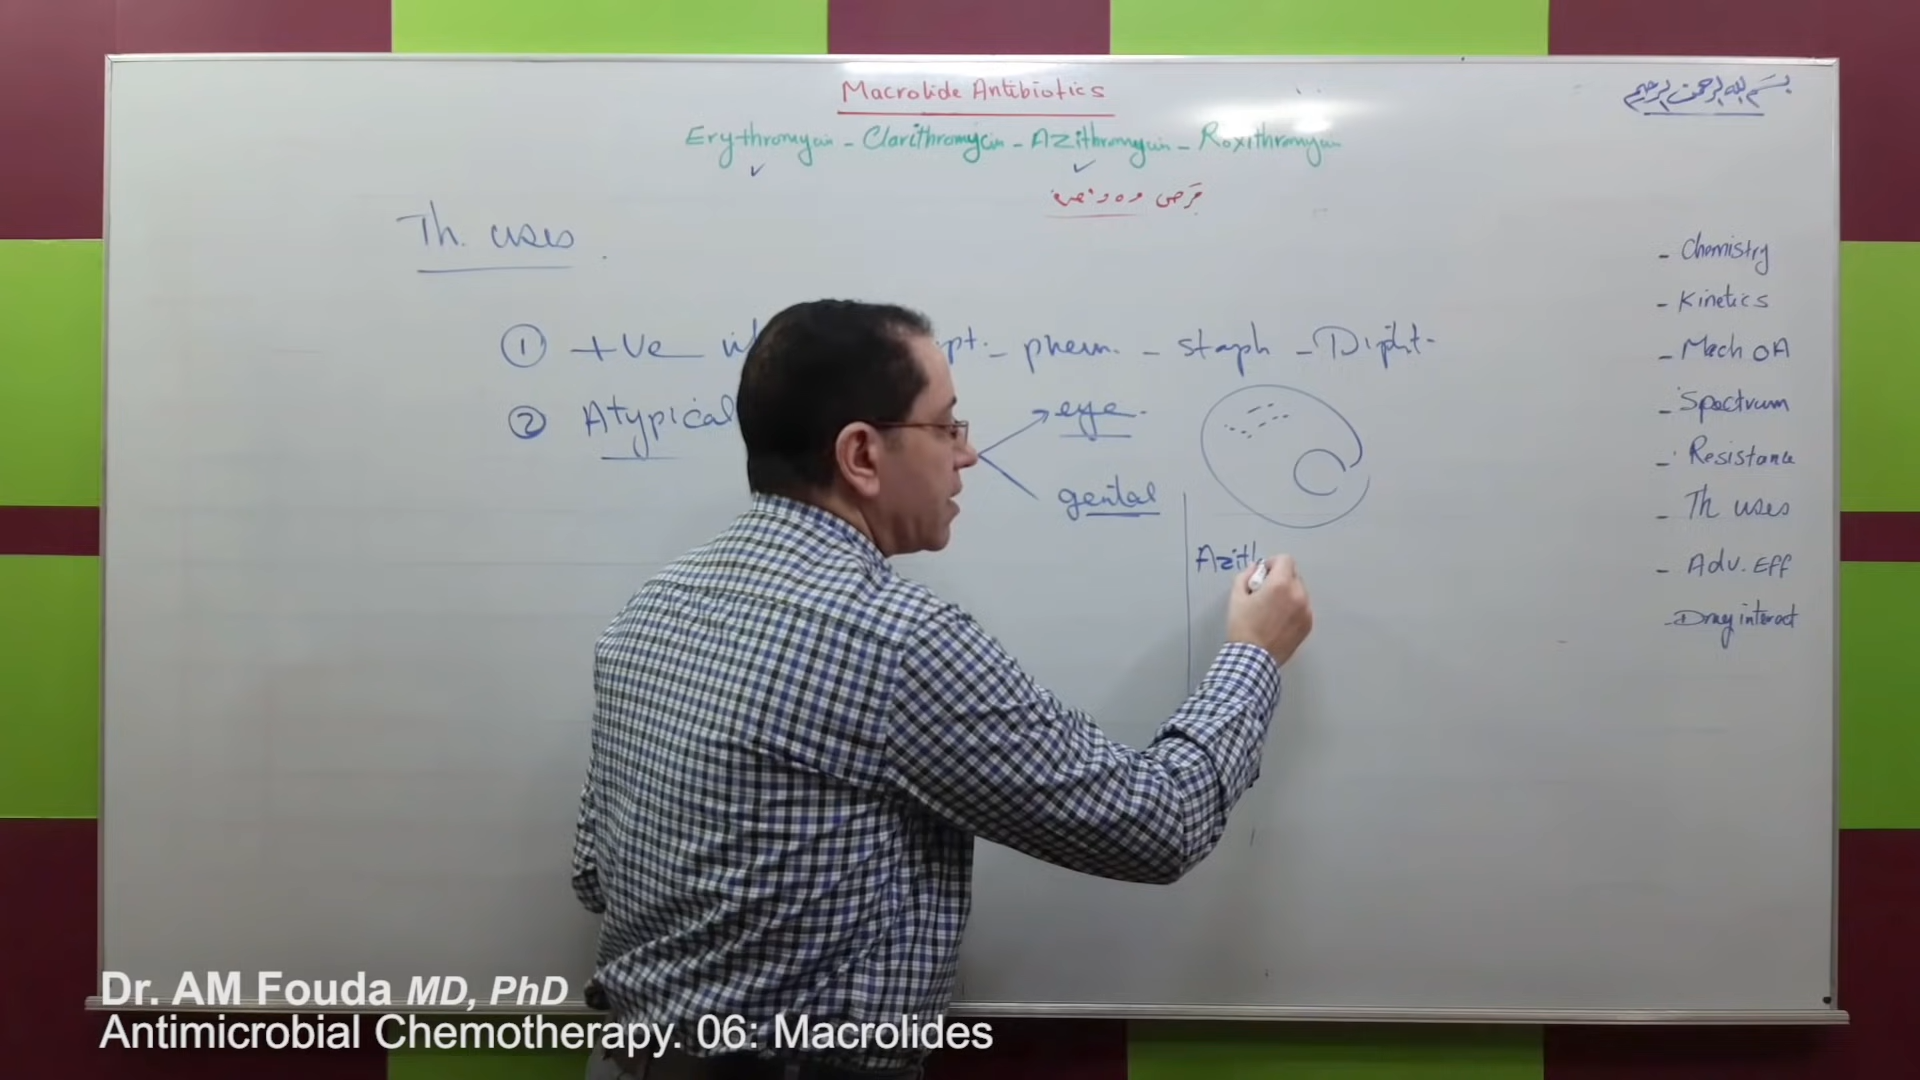 Macrolide Antibiotics
بسم الله الرحمن الرحيم
Erythromycin - Clarithromycin - Azithromycin - Roxithromycin
قرص
Th. uses
① +ve pt. - pneum. - staph - Dipht.
② Atypical
eye
genital
Azith
- Chemistry
- Kinetics
- Mech OA
- Spectrum
- Resistance
- Th uses
- Adv. Eff
- Drug interact
Dr. AM Fouda MD, PhD
Antimicrobial Chemotherapy. 06: Macrolides